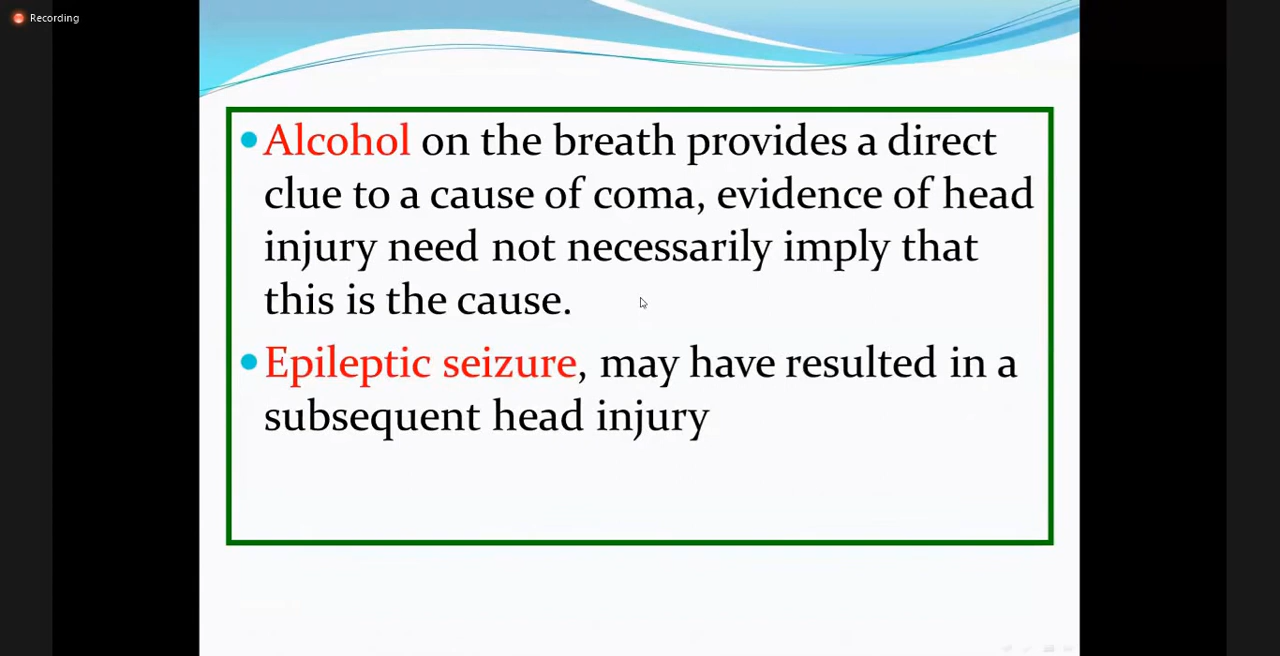 Recording
•Alcohol on the breath provides a direct
clue to a cause of coma, evidence of head
injury need not necessarily imply that
this is the cause.
•Epileptic seizure, may have resulted in a
subsequent head injury